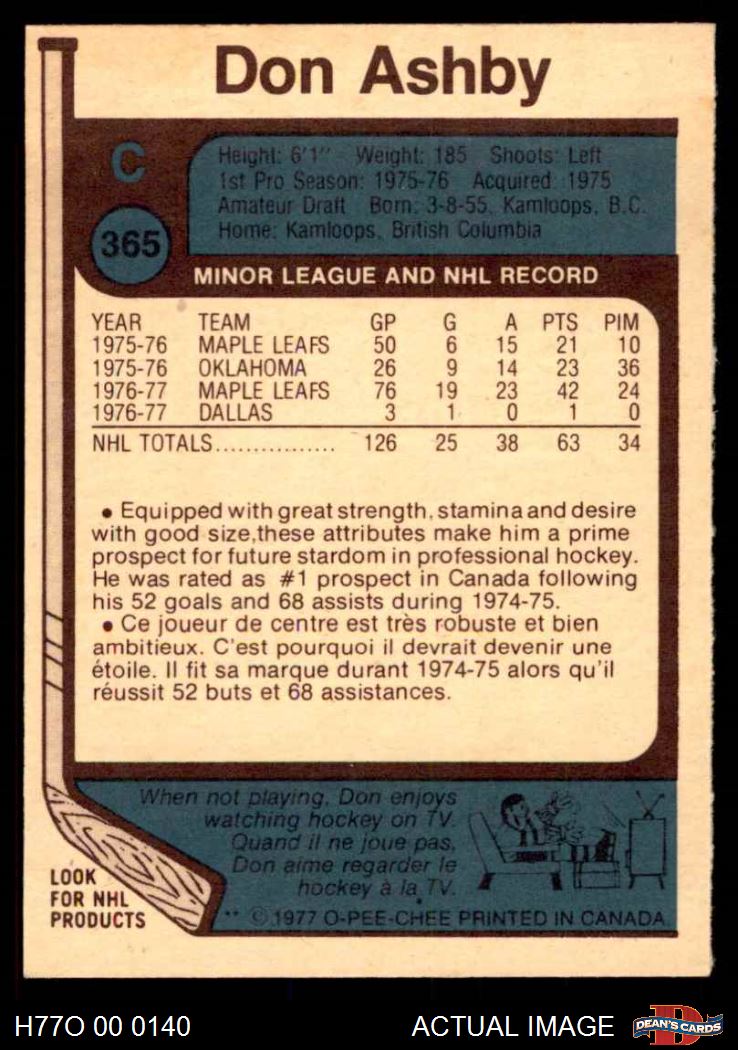 Don Ashby
C
365
Height: 6'1" Weight: 185 Shoots: Left
1st Pro Season: 1975-76 Acquired: 1975
Amateur Draft Born: 3-8-55, Kamloops, B.C.
Home: Kamloops, British Columbia
MINOR LEAGUE AND NHL RECORD
YEAR TEAM GP G A PTS PIM
1975-76 MAPLE LEAFS 50 6 15 21 10
1975-76 OKLAHOMA 26 9 14 23 36
1976-77 MAPLE LEAFS 76 19 23 42 24
1976-77 DALLAS 3 1 0 1 0
NHL TOTALS................ 126 25 38 63 34
• Equipped with great strength, stamina and desire
with good size,these attributes make him a prime
prospect for future stardom in professional hockey.
He was rated as #1 prospect in Canada following
his 52 goals and 68 assists during 1974-75.
• Ce joueur de centre est très robuste et bien
ambitieux. C'est pourquoi il devrait devenir une
étoile. Il fit sa marque durant 1974-75 alors qu'il
réussit 52 buts et 68 assistances.
When not playing, Don enjoys
watching hockey on TV.
Quand il ne joue pas,
Don aime regarder le
hockey à la TV.
LOOK
FOR NHL
PRODUCTS
** © 1977 O-PEE-CHEE PRINTED IN CANADA
H77O 00 0140 ACTUAL IMAGE
D
DEAN'S CARDS